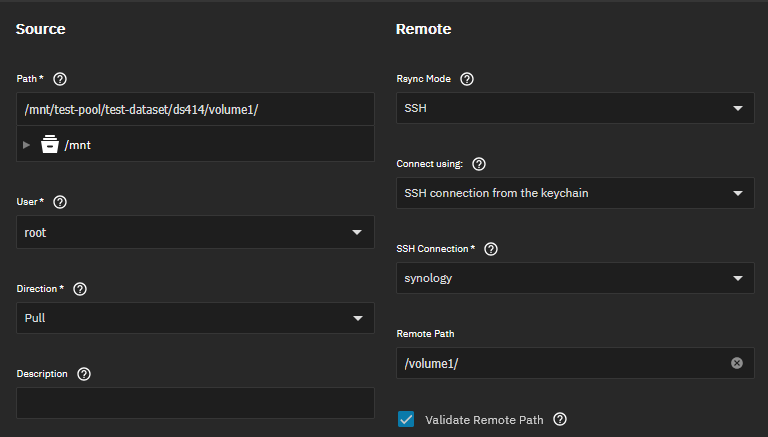 Source
Path *
/mnt/test-pool/test-dataset/ds414/volume1/
/mnt
User *
root
Direction *
Pull
Description
Remote
Rsync Mode
SSH
Connect using:
SSH connection from the keychain
SSH Connection *
synology
Remote Path
/volume1/
Validate Remote Path